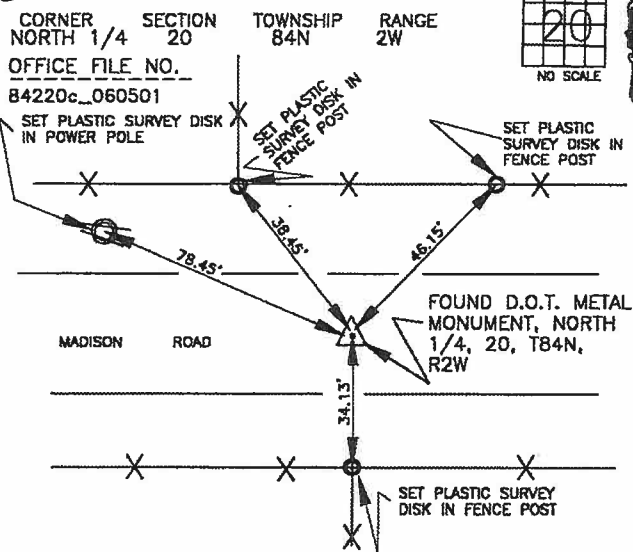 CORNER SECTION TOWNSHIP RANGE
NORTH 1/4 20 84N 2W
OFFICE FILE NO.
84220c_060501
20
NO SCALE
SET PLASTIC SURVEY DISK
IN POWER POLE
SET PLASTIC
SURVEY DISK IN
FENCE POST
SET PLASTIC
SURVEY DISK IN
FENCE POST
78.45'
38.45'
46.15'
FOUND D.O.T. METAL
MONUMENT, NORTH
1/4, 20, T84N,
R2W
MADISON ROAD
34.13'
SET PLASTIC SURVEY
DISK IN FENCE POST